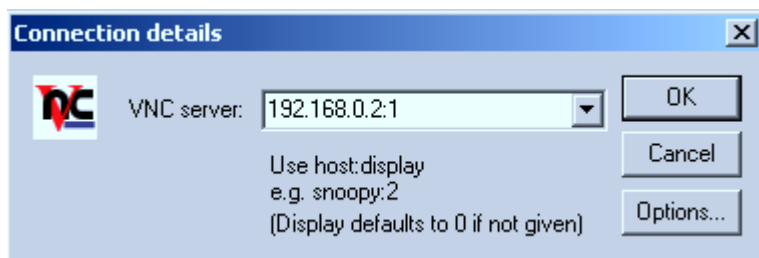 Connection details
VNC VNC server: 192.168.0.2:1 OK
Use host:display
e.g. snoopy:2
(Display defaults to 0 if not given)
Cancel
Options...